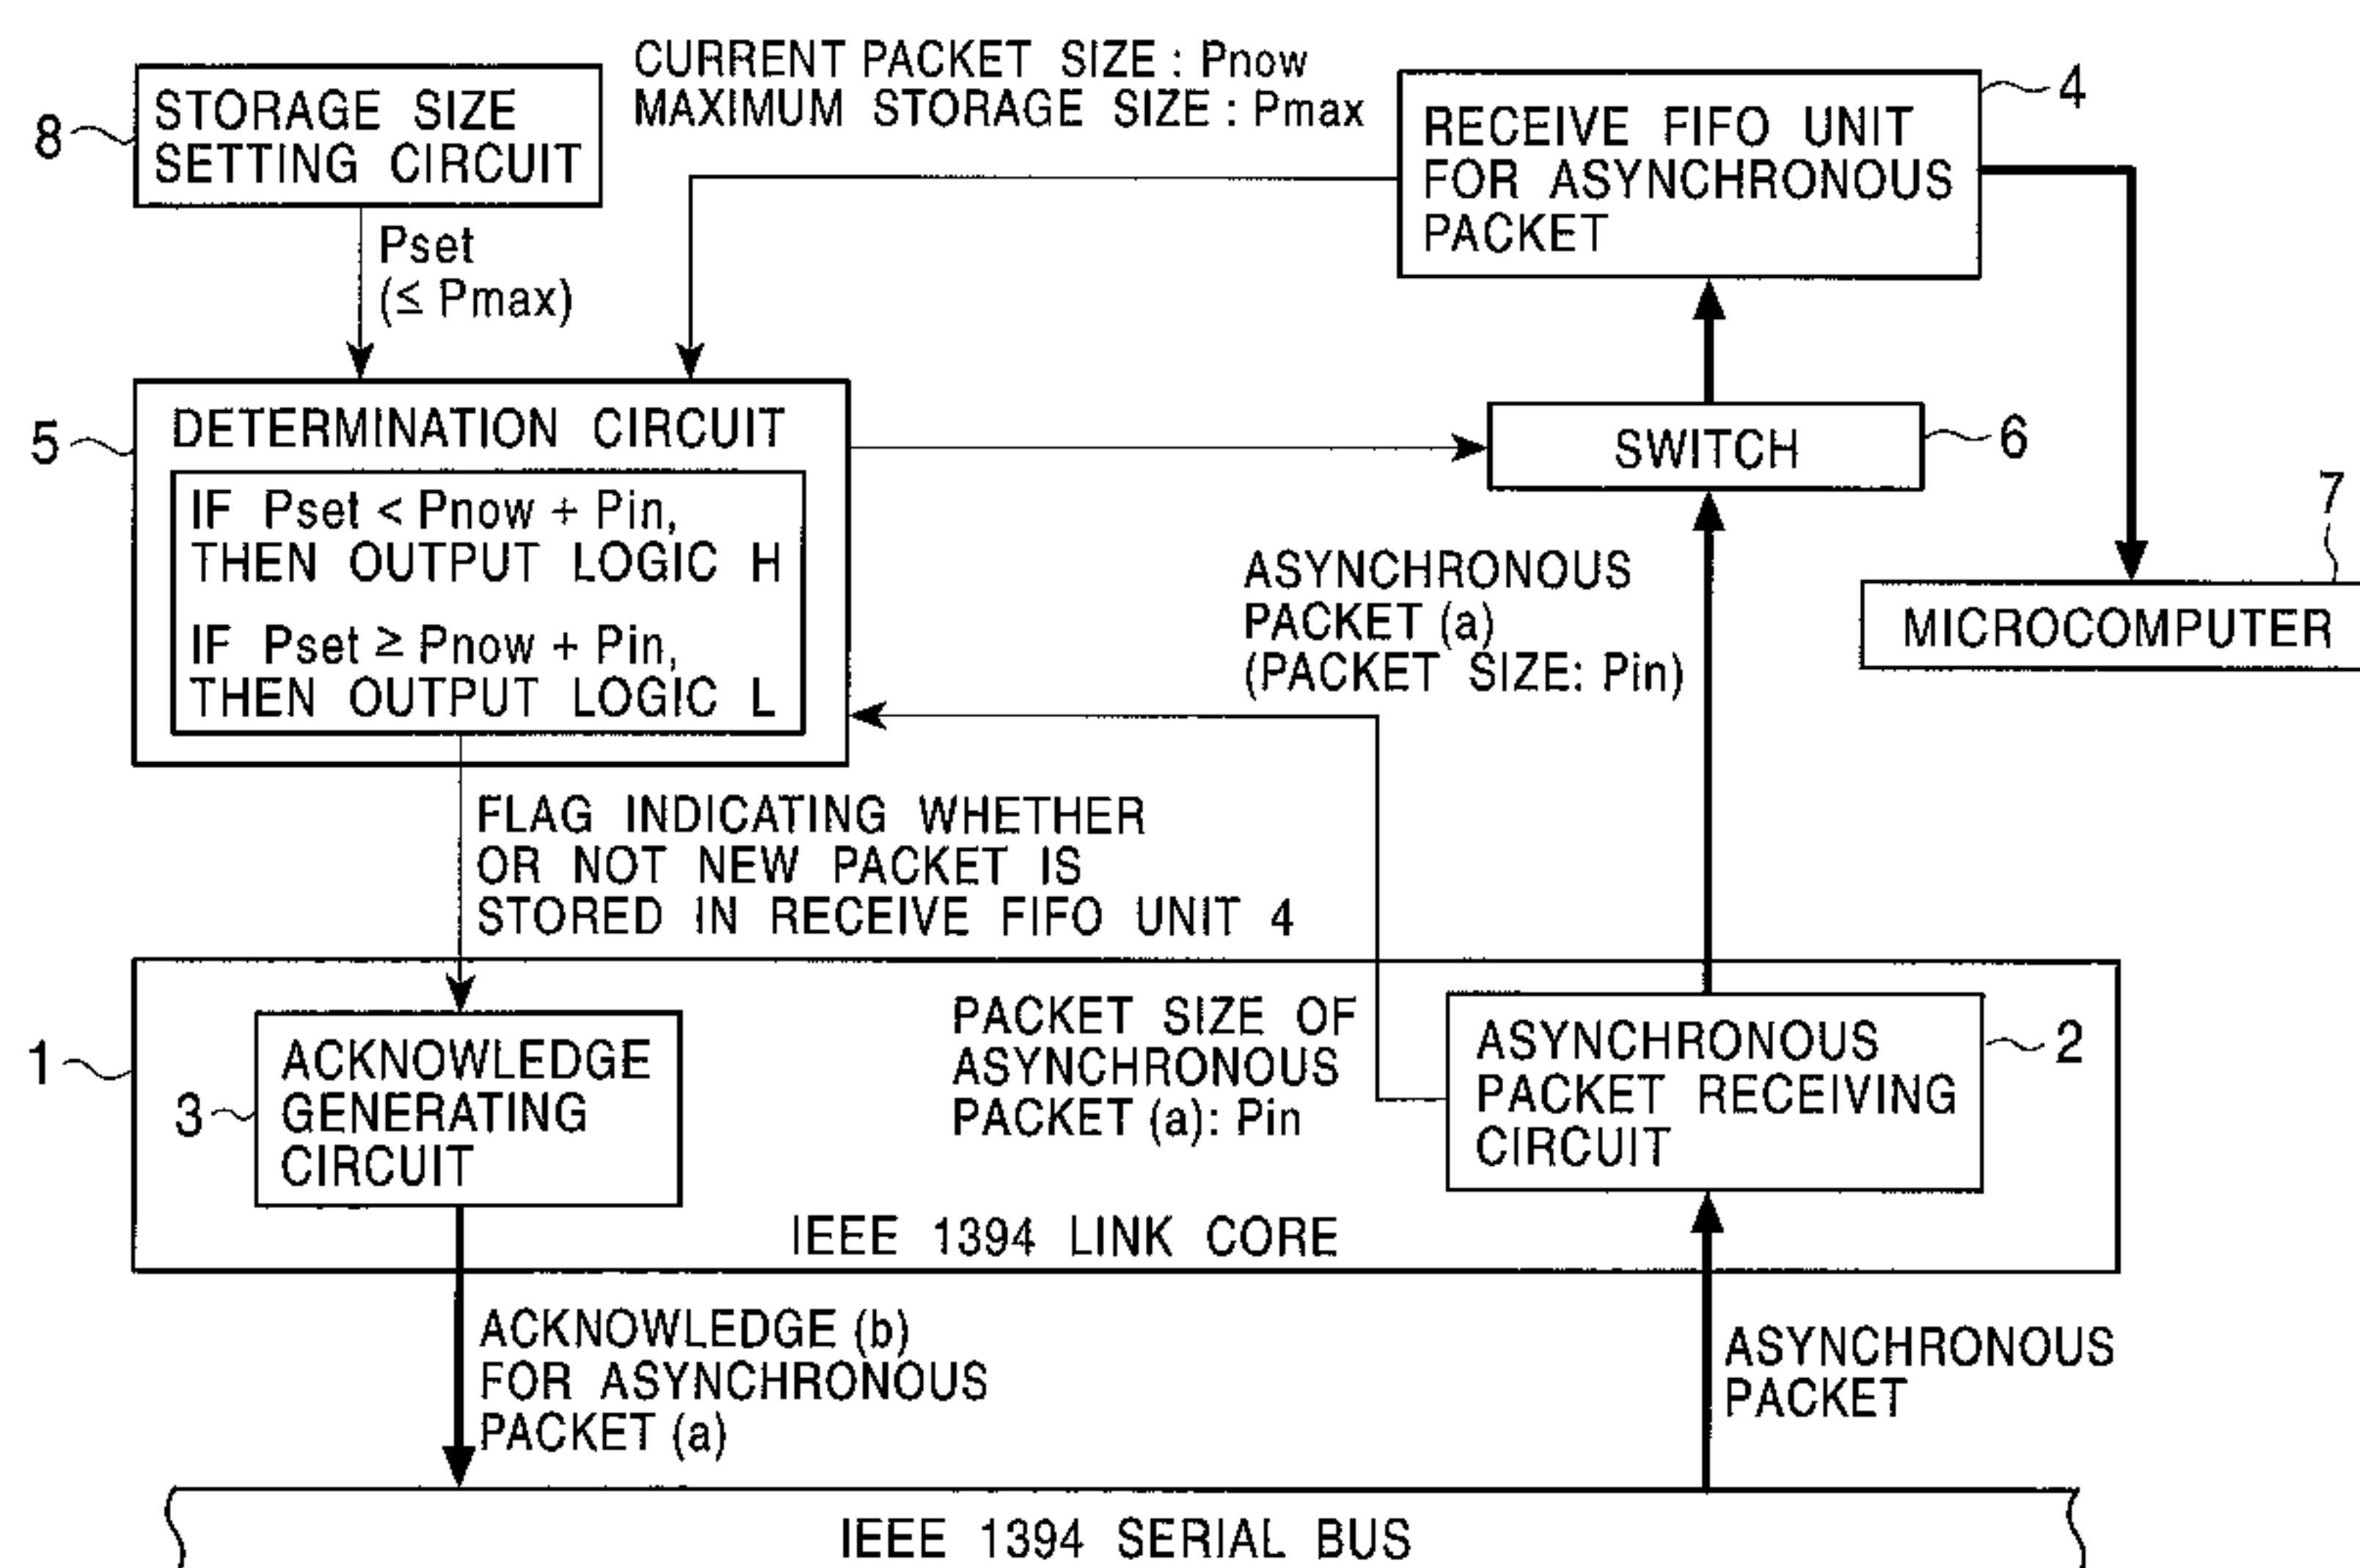 CURRENT PACKET SIZE : Pnow
MAXIMUM STORAGE SIZE : Pmax
8
STORAGE SIZE
SETTING CIRCUIT
4
RECEIVE FIFO UNIT
FOR ASYNCHRONOUS
PACKET
Pset
(≤ Pmax)
5
DETERMINATION CIRCUIT
IF Pset < Pnow + Pin,
THEN OUTPUT LOGIC H
IF Pset ≥ Pnow + Pin,
THEN OUTPUT LOGIC L
SWITCH
6
7
MICROCOMPUTER
ASYNCHRONOUS
PACKET (a)
(PACKET SIZE: Pin)
FLAG INDICATING WHETHER
OR NOT NEW PACKET IS
STORED IN RECEIVE FIFO UNIT 4
1
3
ACKNOWLEDGE
GENERATING
CIRCUIT
PACKET SIZE OF
ASYNCHRONOUS
PACKET (a): Pin
ASYNCHRONOUS
PACKET RECEIVING
CIRCUIT
2
IEEE 1394 LINK CORE
ACKNOWLEDGE (b)
FOR ASYNCHRONOUS
PACKET (a)
ASYNCHRONOUS
PACKET
IEEE 1394 SERIAL BUS